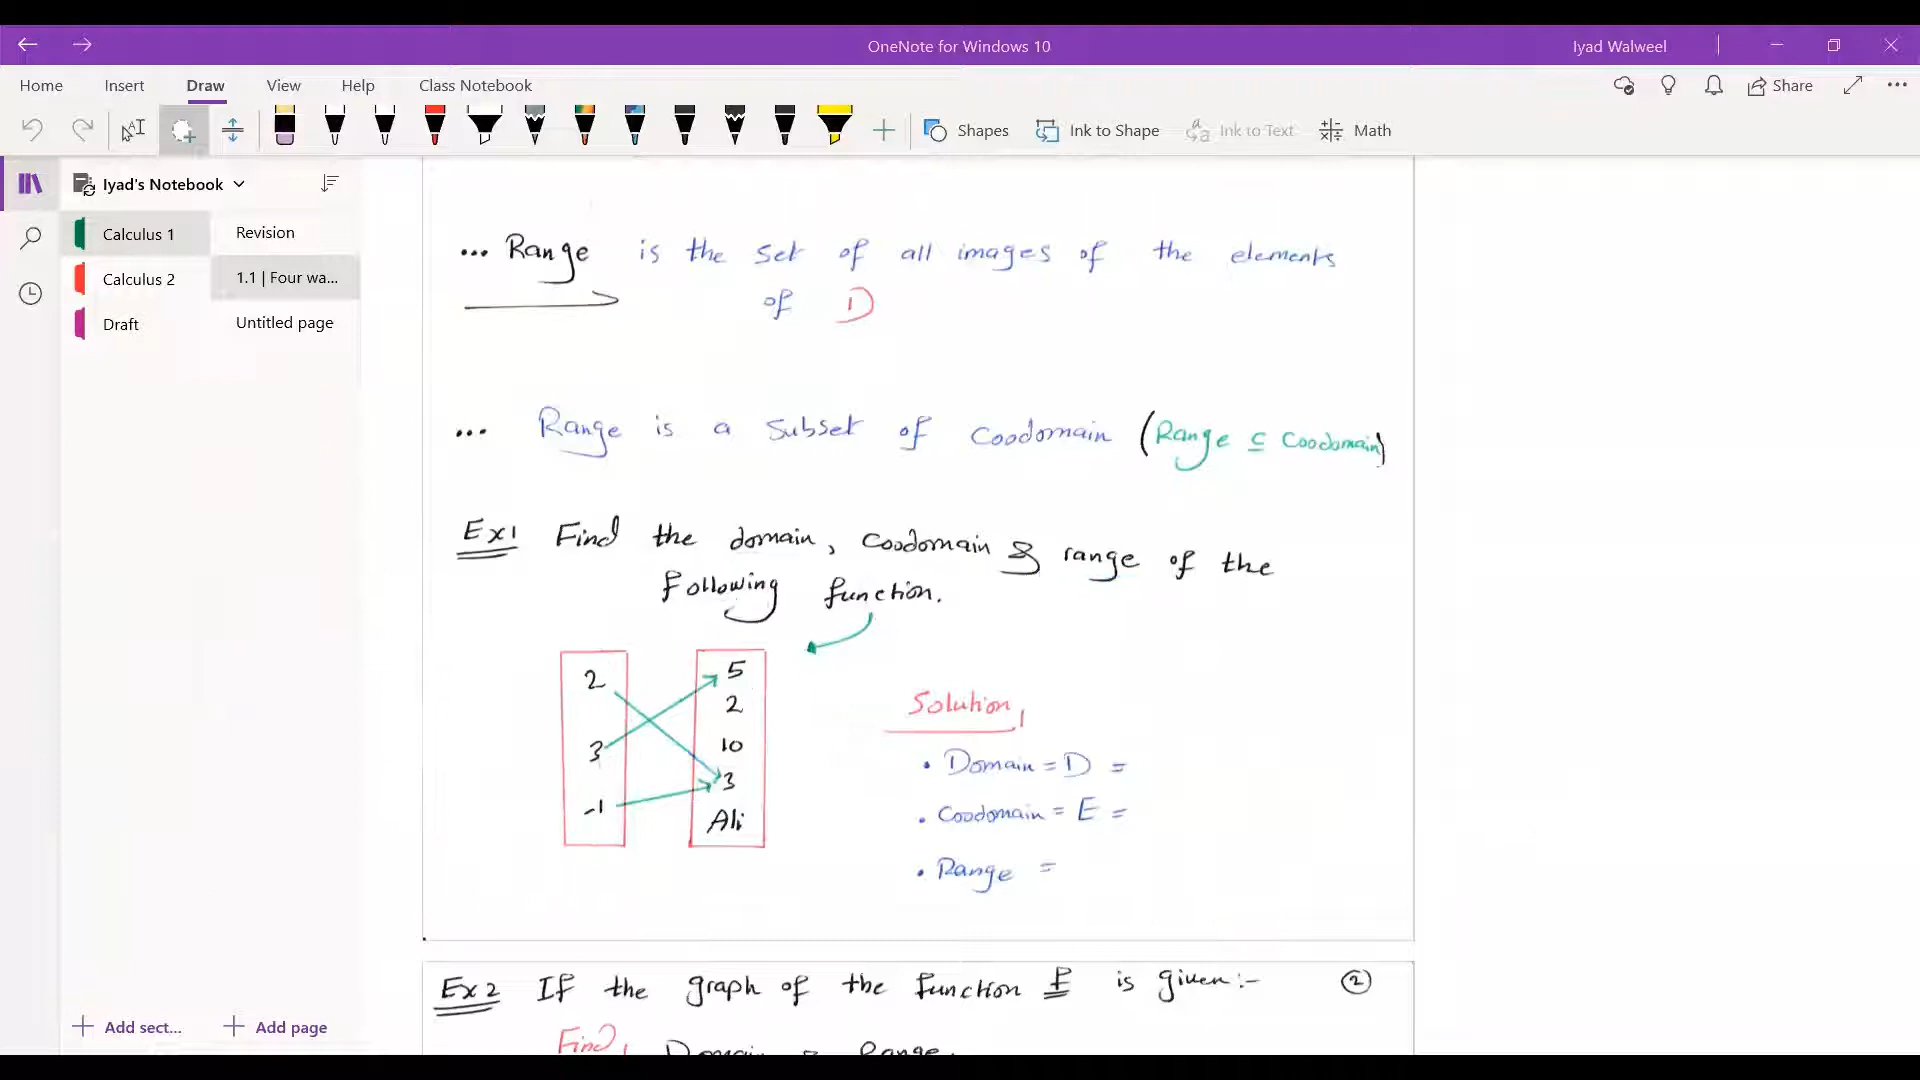 OneNote for Windows 10
Iyad Walweel
Home Insert Draw View Help Class Notebook
Share
Shapes Ink to Shape Ink to Text Math
Iyad's Notebook
Calculus 1
Calculus 2
Draft
Revision
1.1 | Four wa...
Untitled page
... Range is the set of all images of the elements
of D
... Range is a subset of Coodomain (Range ⊆ Coodomain)
Ex1 Find the domain, Coodomain & range of the
following function.
2
3
-1
5
2
10
3
Ali
Solution,
• Domain = D =
• Coodomain = E =
• Range =
Ex2 If the graph of the function f is given:- 2
Find, Domain & Range.
Add sect... Add page